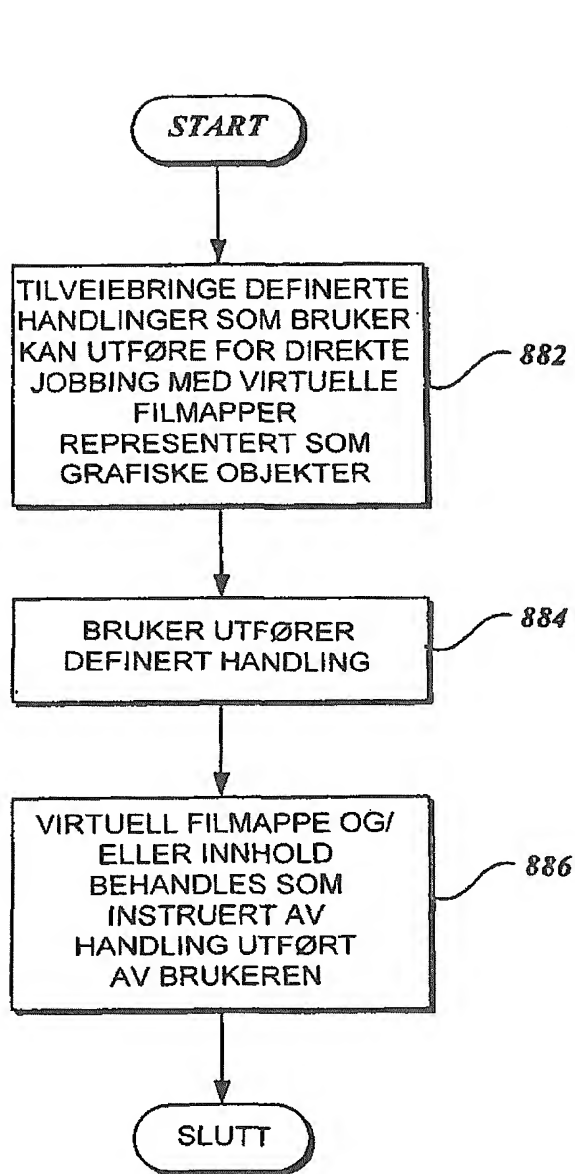 START
TILVEIEBRINGE DEFINERTE
HANDLINGER SOM BRUKER
KAN UTFØRE FOR DIREKTE
JOBBING MED VIRTUELLE
FILMAPPER
REPRESENTERT SOM
GRAFISKE OBJEKTER
882
BRUKER UTFØRER
DEFINERT HANDLING
884
VIRTUELL FILMAPPE OG/
ELLER INNHOLD
BEHANDLES SOM
INSTRUERT AV
HANDLING UTFØRT
AV BRUKEREN
886
SLUTT